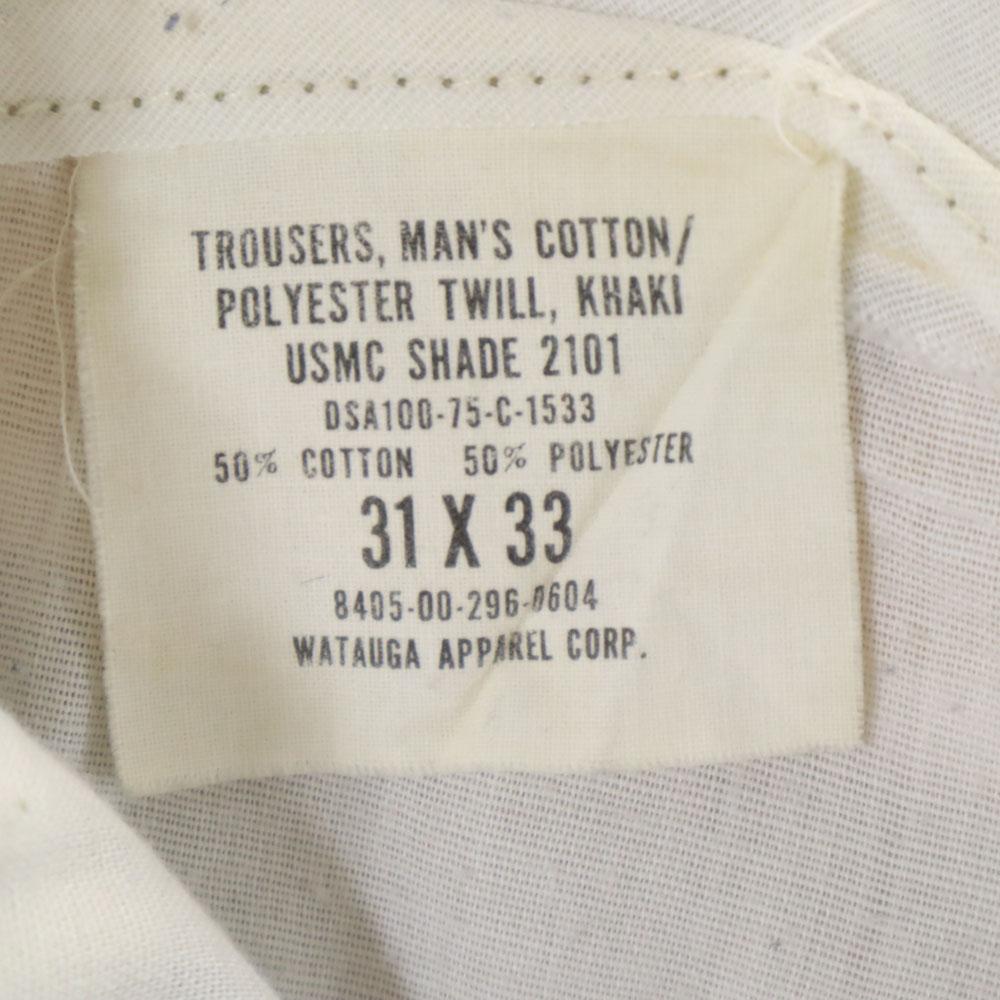 TROUSERS, MAN'S COTTON/
POLYESTER TWILL, KHAKI
USMC SHADE 2101
DSA100-75-C-1533
50% COTTON 50% POLYESTER
31 X 33
8405-00-296-0604
WATAUGA APPAREL CORP.